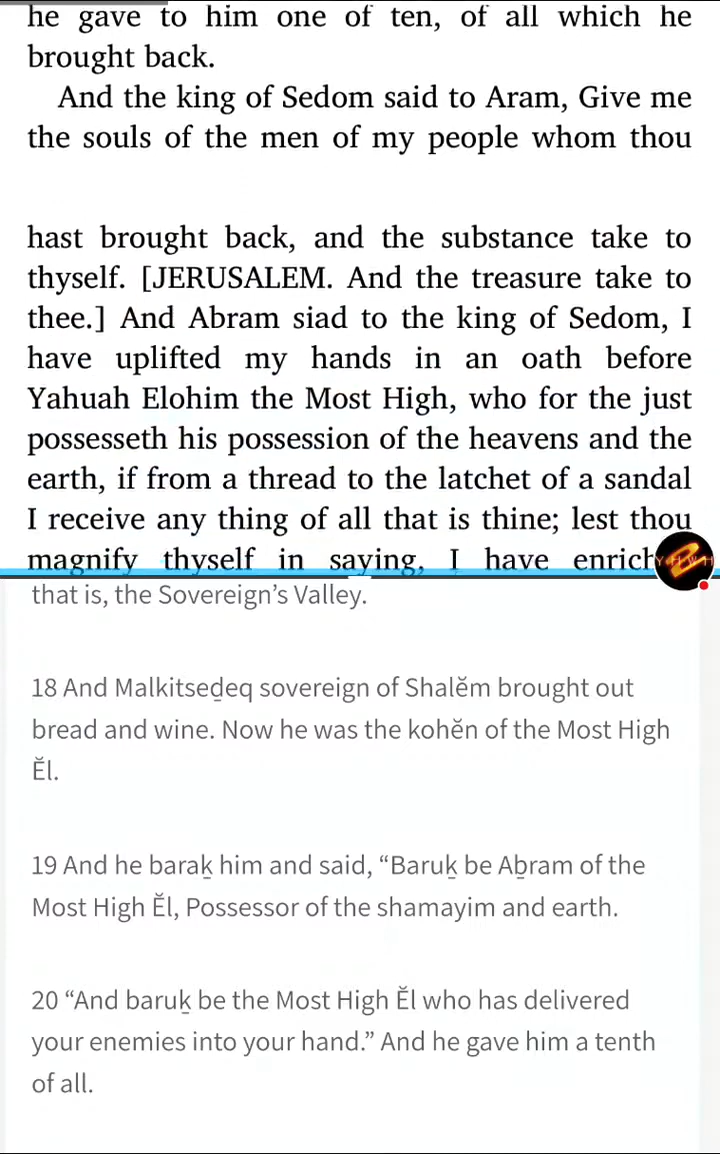 he gave to him one of ten, of all which he
brought back.
And the king of Sedom said to Aram, Give me
the souls of the men of my people whom thou
hast brought back, and the substance take to
thyself. [JERUSALEM. And the treasure take to
thee.] And Abram siad to the king of Sedom, I
have uplifted my hands in an oath before
Yahuah Elohim the Most High, who for the just
possesseth his possession of the heavens and the
earth, if from a thread to the latchet of a sandal
I receive any thing of all that is thine; lest thou
magnify thyself in saying, I have enrich
that is, the Sovereign’s Valley.
18 And Malkitseḏeq sovereign of Shalĕm brought out
bread and wine. Now he was the kohĕn of the Most High
Ĕl.
19 And he baraḵ him and said, “Baruḵ be Aḇram of the
Most High Ĕl, Possessor of the shamayim and earth.
20 “And baruḵ be the Most High Ĕl who has delivered
your enemies into your hand.” And he gave him a tenth
of all.